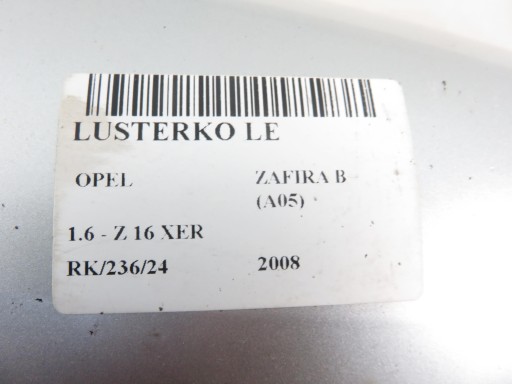 LUSTERKO LE
OPEL ZAFIRA B
(A05)
1.6 - Z 16 XER
RK/236/24 2008